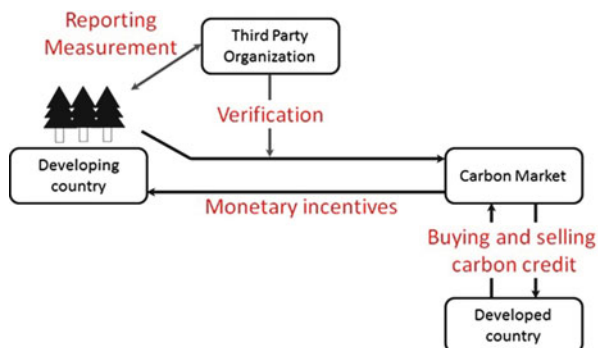 Reporting
Measurement
Third Party
Organization
Verification
Developing
country
Carbon Market
Monetary incentives
Buying and selling
carbon credit
Developed
country